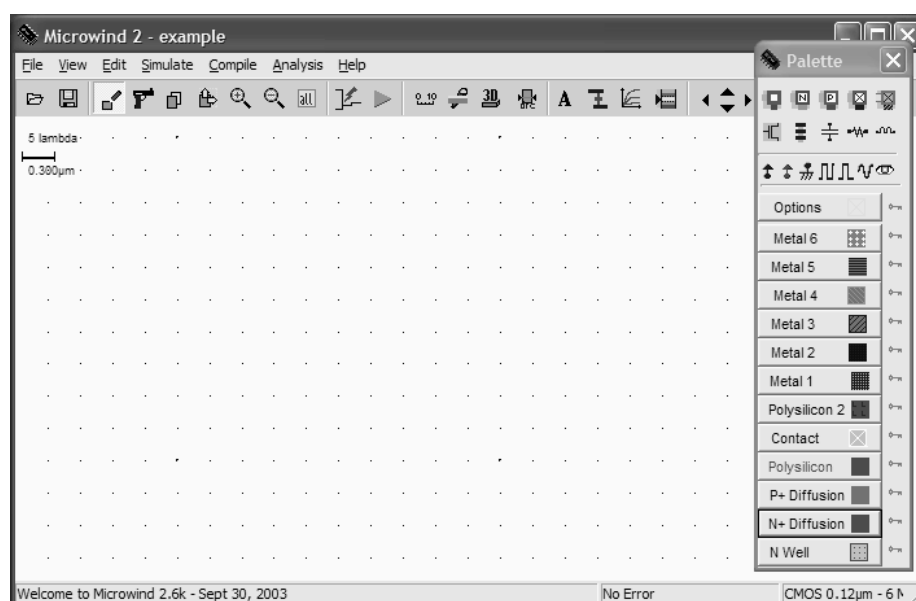 Microwind 2 - example
File View Edit Simulate Compile Analysis Help
Palette
5 lambda
0.300µm
Options
Metal 6
Metal 5
Metal 4
Metal 3
Metal 2
Metal 1
Polysilicon 2
Contact
Polysilicon
P+ Diffusion
N+ Diffusion
N Well
Welcome to Microwind 2.6k - Sept 30, 2003
No Error
CMOS 0.12µm - 6